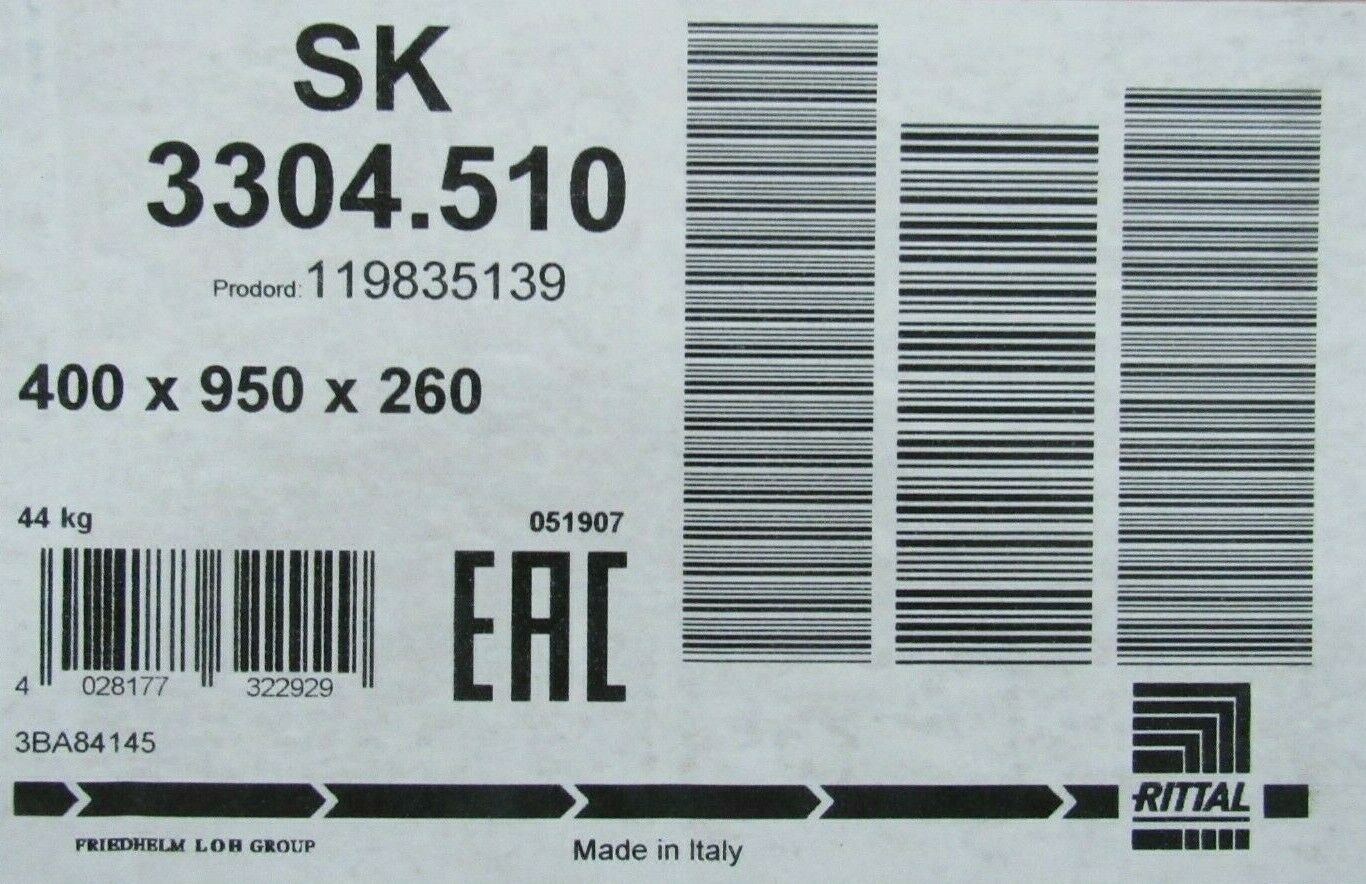 SK
3304.510
Prodord: 119835139
400 x 950 x 260
44 kg
051907
EAC
4 028177 322929
3BA84145
RITTAL
FRIEDHELM LOH GROUP
Made in Italy